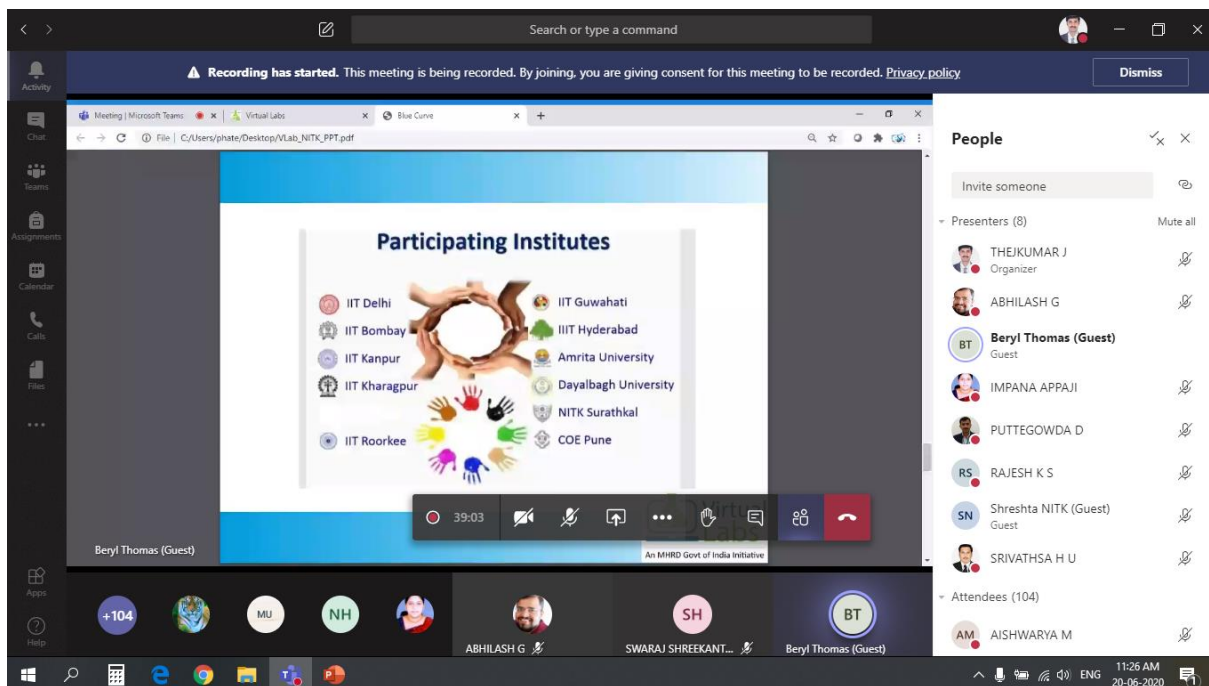 Search or type a command
Activity
Recording has started. This meeting is being recorded. By joining, you are giving consent for this meeting to be recorded. Privacy policy
Dismiss
Chat
Teams
Assignments
Calendar
Calls
Files
Apps
Help
Meeting | Microsoft Teams
Virtual Labs
Blue Curve
File | C:/Users/phate/Desktop/VLab_NITK_PPT.pdf
Participating Institutes
IIT Delhi
IIT Bombay
IIT Kanpur
IIT Kharagpur
IIT Roorkee
IIT Guwahati
IIIT Hyderabad
Amrita University
Dayalbagh University
NITK Surathkal
COE Pune
39:03
Virtual
Labs
An MHRD Govt of India Initiative
Beryl Thomas (Guest)
+104
MU
NH
ABHILASH G
SH
SWARAJ SHREEKANT...
BT
Beryl Thomas (Guest)
People
Invite someone
Presenters (8)
Mute all
THEJKUMAR J
Organizer
ABHILASH G
BT
Beryl Thomas (Guest)
Guest
IMPANA APPAJI
PUTTEGOWDA D
RS
RAJESH K S
SN
Shreshta NITK (Guest)
Guest
SRIVATHSA H U
Attendees (104)
AM
AISHWARYA M
ENG
11:26 AM
20-06-2020